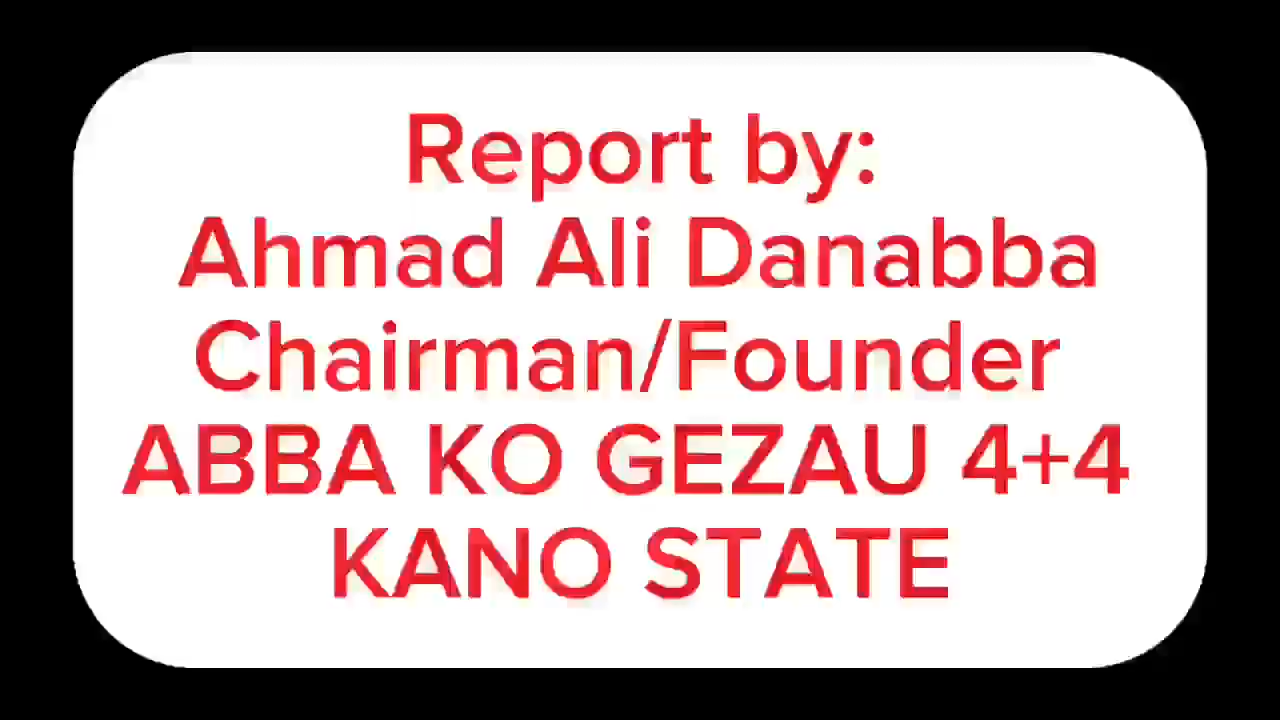 Report by:
Ahmad Ali Danabba
Chairman/Founder
ABBA KO GEZAU 4+4
KANO STATE